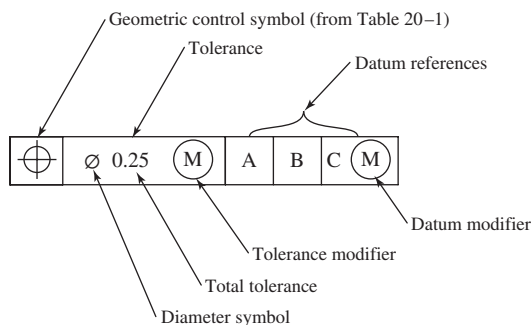 Geometric control symbol (from Table 20–1)
Tolerance
Datum references
⌀ 0.25 M A B C M
Datum modifier
Tolerance modifier
Total tolerance
Diameter symbol